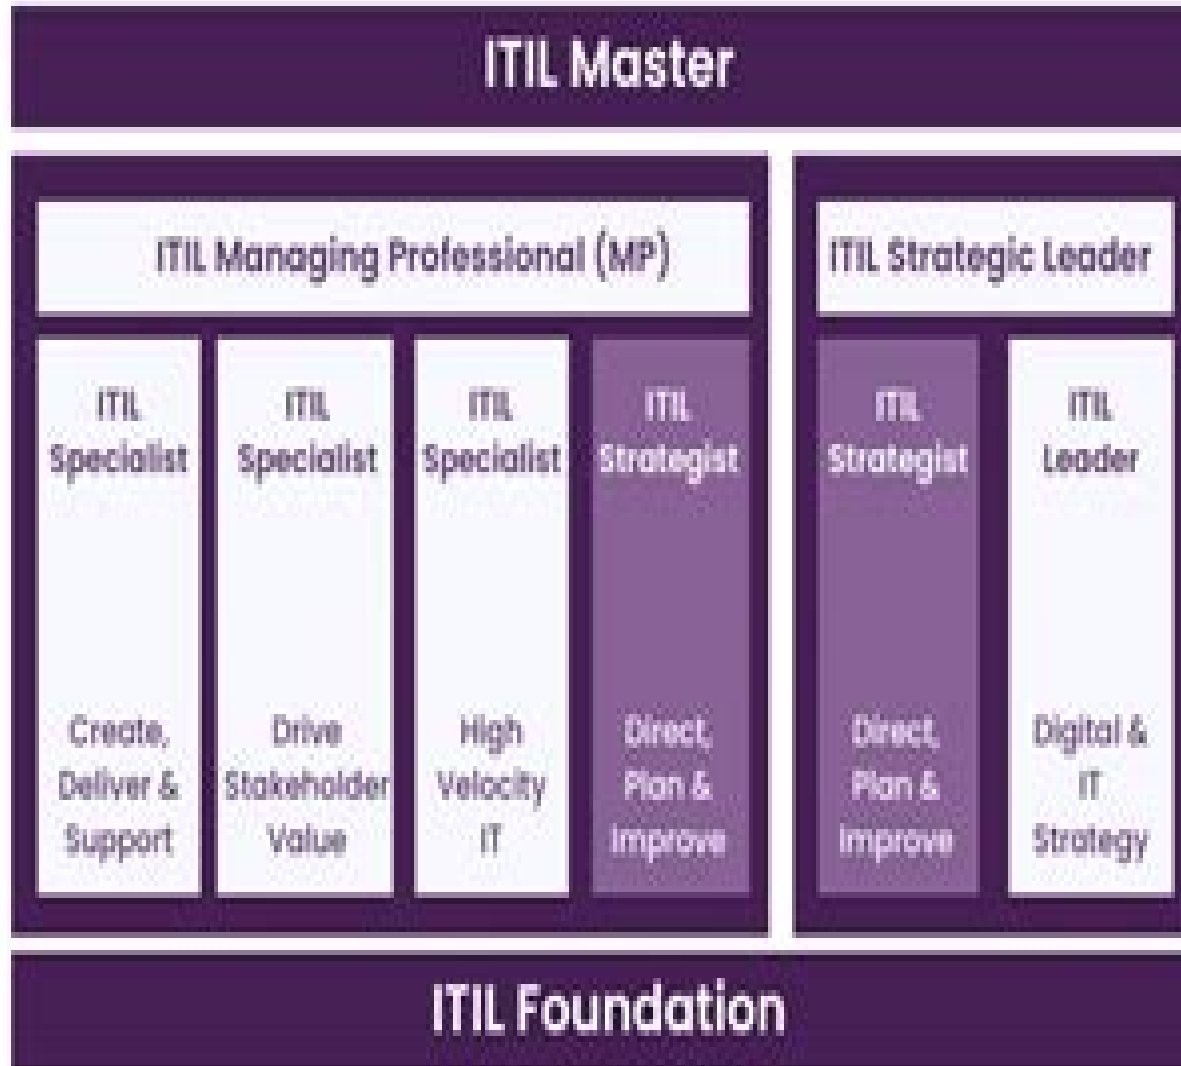 ITIL Master
ITIL Managing Professional (MP)
ITIL
Specialist
Create,
Deliver &
Support
ITIL
Specialist
Drive
Stakeholder
Value
ITIL
Specialist
High
Velocity
IT
ITIL
Strategist
Direct,
Plan &
Improve
ITIL Strategic Leader
ITIL
Strategist
Direct,
Plan &
Improve
ITIL
Leader
Digital &
IT
Strategy
ITIL Foundation